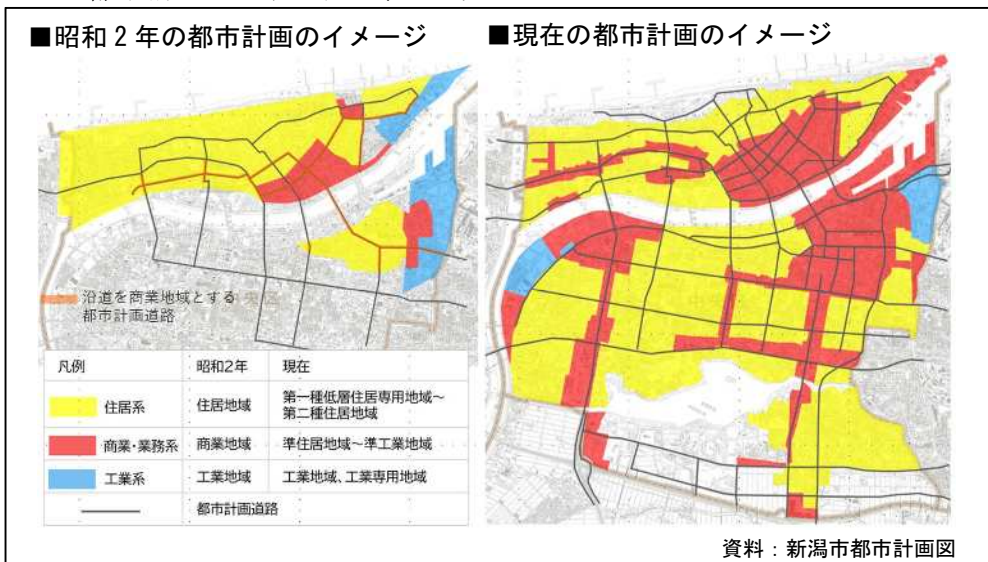 ■昭和２年の都市計画のイメージ
■現在の都市計画のイメージ
沿道を商業地域とする
都市計画道路
凡例
昭和2年
現在
住居系
住居地域
第一種低層住居専用地域～
第二種住居地域
商業・業務系
商業地域
準住居地域～準工業地域
工業系
工業地域
工業地域、工業専用地域
都市計画道路
資料：新潟市都市計画図